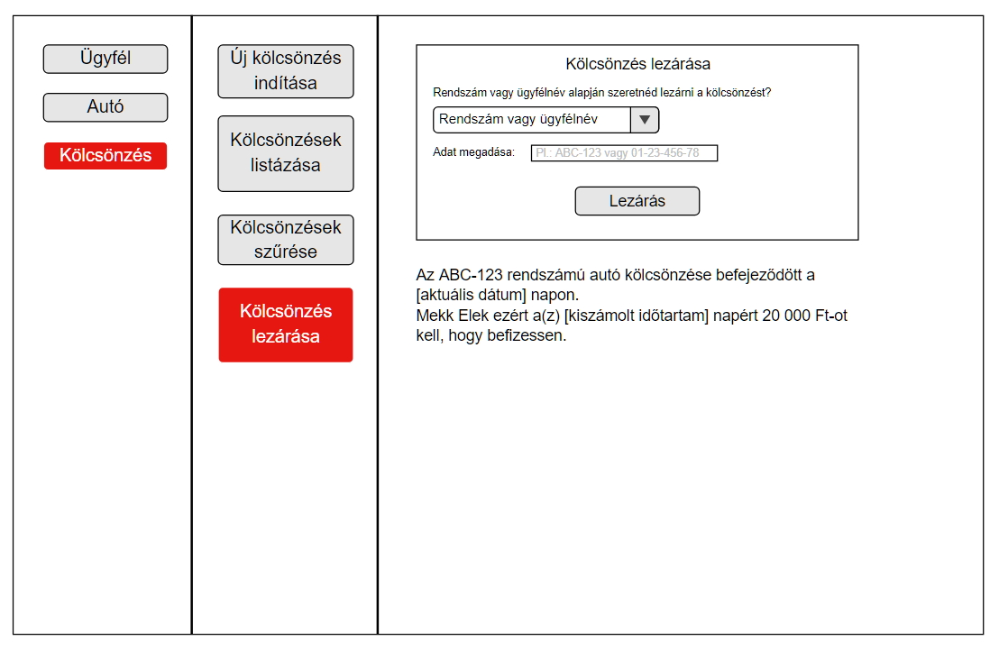 Ügyfél
Autó
Kölcsönzés
Új kölcsönzés
indítása
Kölcsönzések
listázása
Kölcsönzések
szűrése
Kölcsönzés
lezárása
Kölcsönzés lezárása
Rendszám vagy ügyfélnév alapján szeretnéd lezárni a kölcsönzést?
Rendszám vagy ügyfélnév
Adat megadása:
Pl.: ABC-123 vagy 01-23-456-78
Lezárás
Az ABC-123 rendszámú autó kölcsönzése befejeződött a
[aktuális dátum] napon.
Mekk Elek ezért a(z) [kiszámolt időtartam] napért 20 000 Ft-ot
kell, hogy befizessen.